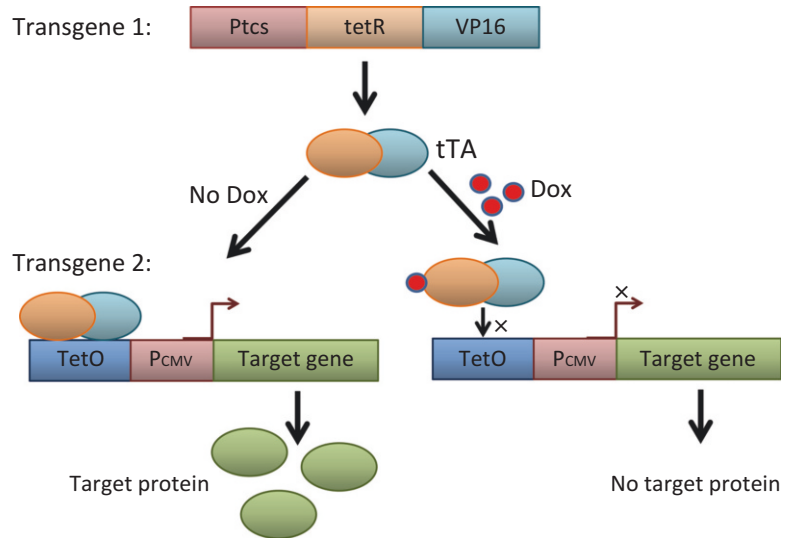 Transgene 1:
Ptcs tetR VP16
tTA
No Dox
Dox
Transgene 2:
×
×
TetO PCMV Target gene
TetO PCMV Target gene
Target protein
No target protein